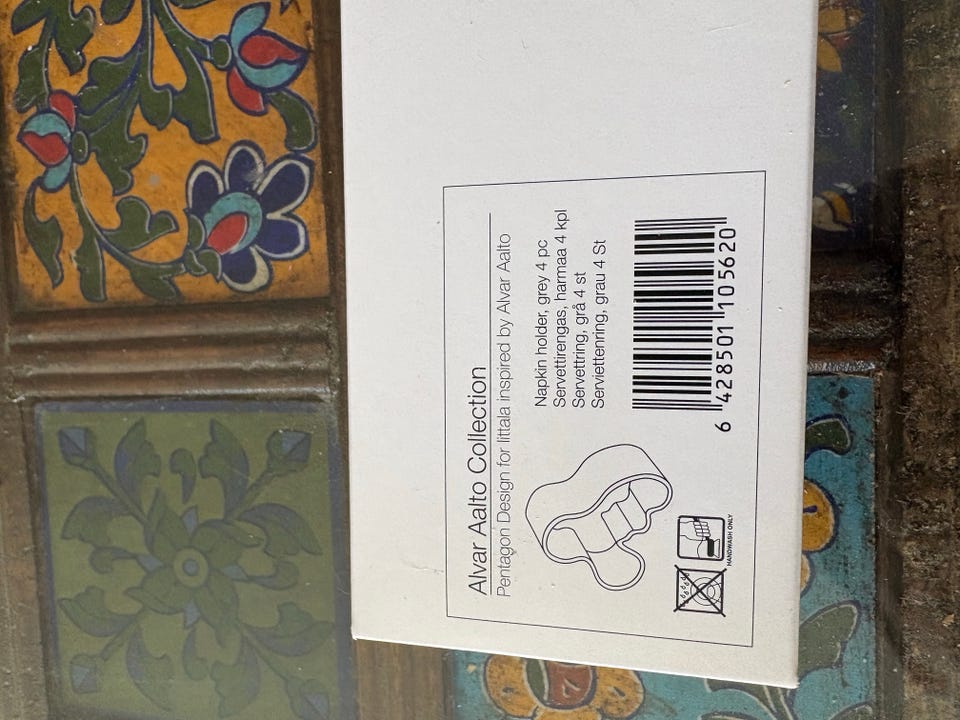 Alvar Aalto Collection
Pentagon Design for Iittala inspired by Alvar Aalto
Napkin holder, grey 4 pc
Servettirengas, harmaa 4 kpl
Servettring, grå 4 st
Serviettenring, grau 4 St
6 428501 105620
HANDWASH ONLY